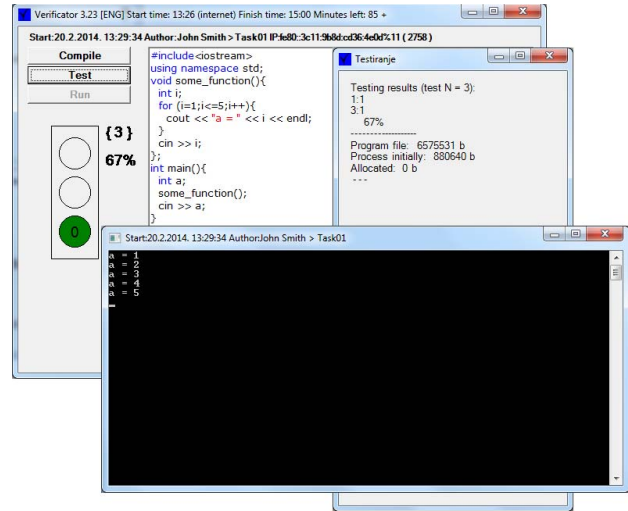 Verificator 3.23 [ENG] Start time: 13:26 (internet) Finish time: 15:00 Minutes left: 85 +
Start:20.2.2014. 13:29:34 Author:John Smith > Task01 IP:fe80::3c11:9b8d:cd36:4e0d%11 ( 2758 )
Compile
Test
Run
{3}
67%
0
#include<iostream>
using namespace std;
void some_function(){
int i;
for (i=1;i<=5;i++){
cout << "a = " << i << endl;
}
cin >> i;
};
int main(){
int a;
some_function();
cin >> a;
}
Testiranje
Testing results (test N = 3):
1:1
3:1
67%
-------------------
Program file: 6575531 b
Process initially: 880640 b
Allocated: 0 b
---
Start:20.2.2014. 13:29:34 Author:John Smith > Task01
a = 1
a = 2
a = 3
a = 4
a = 5